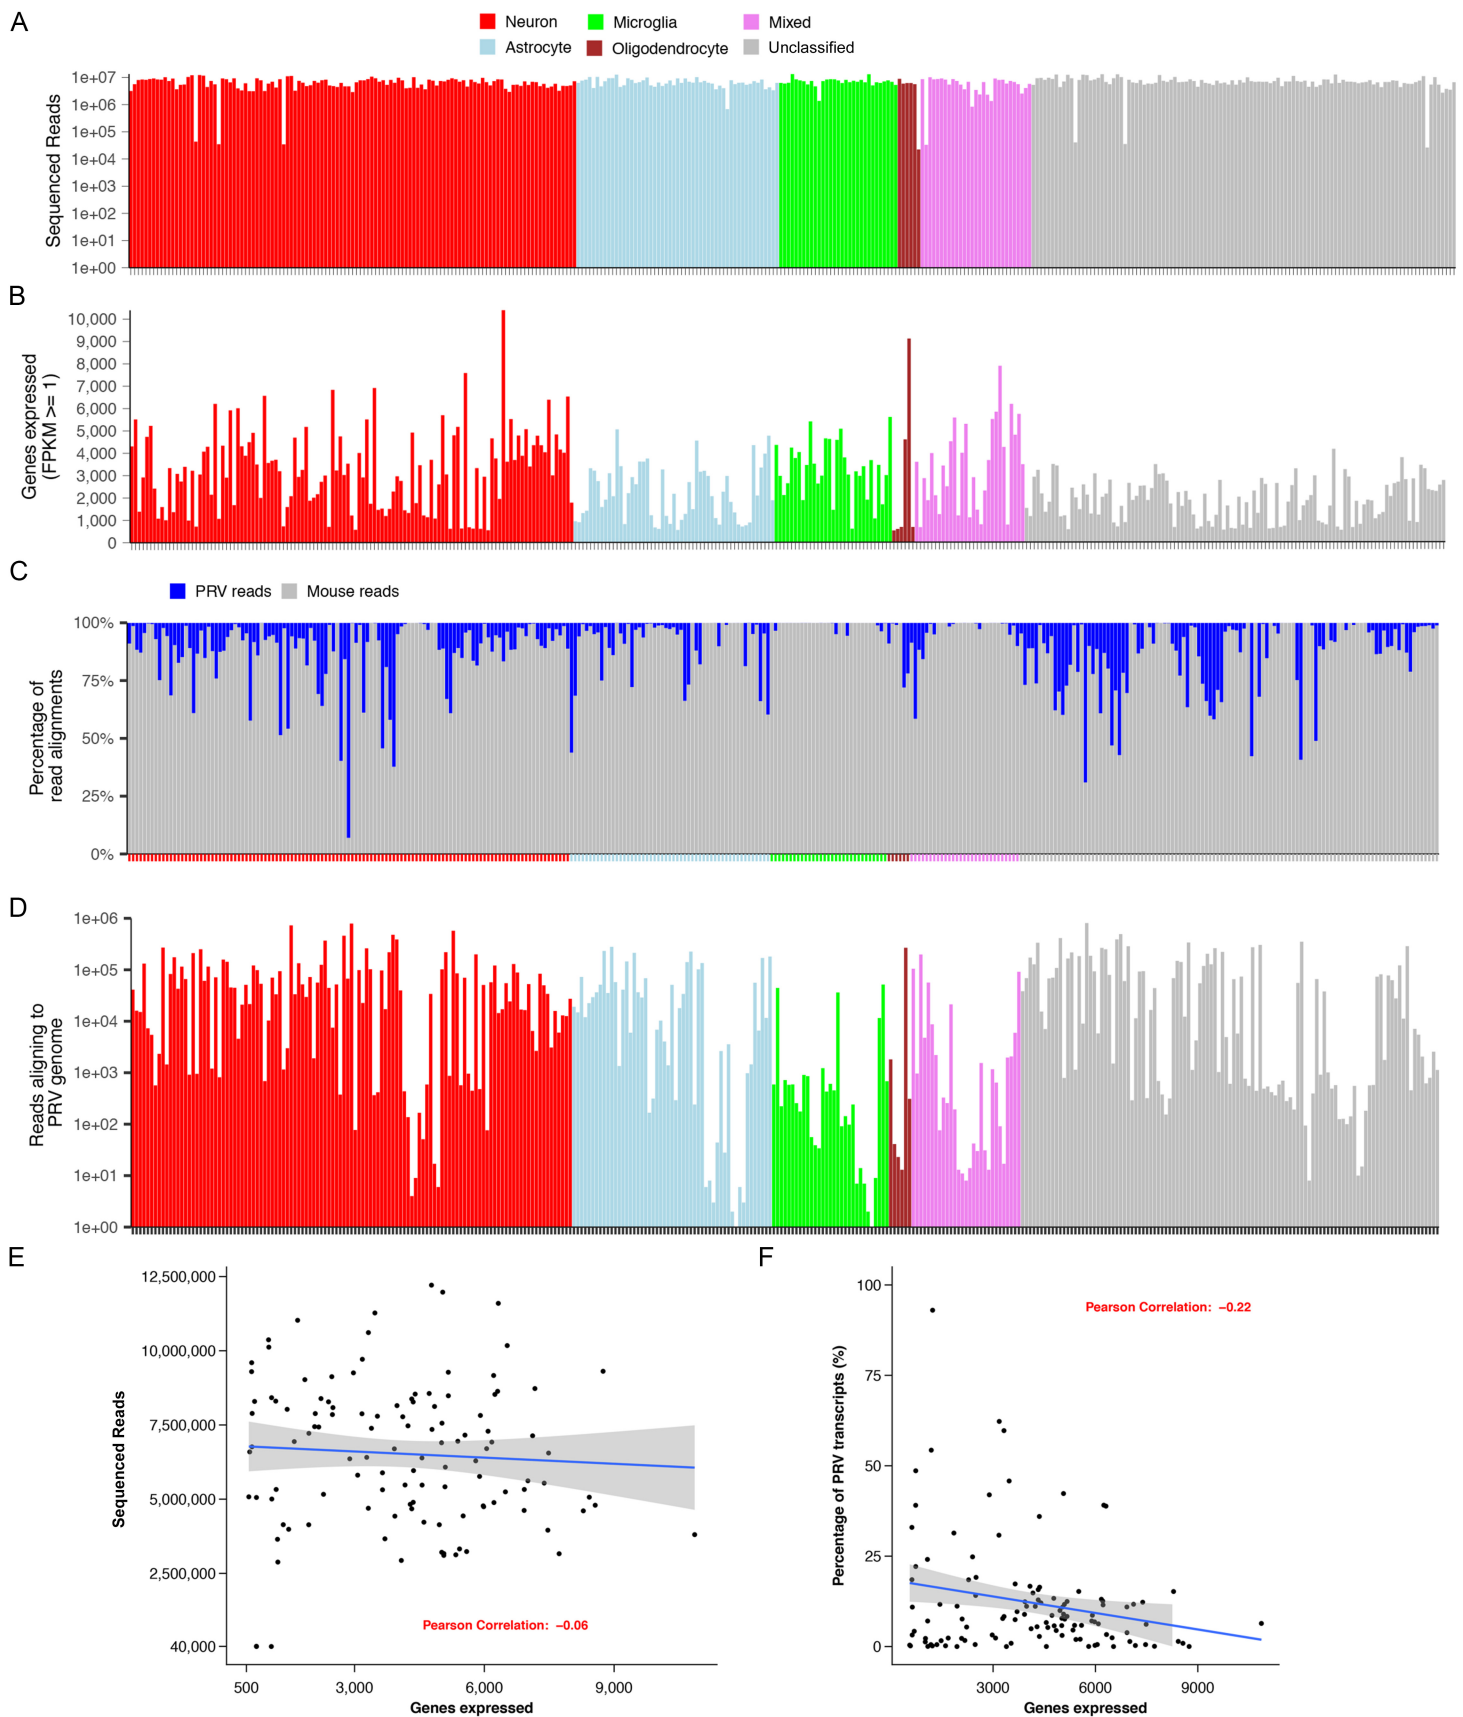 A
Neuron Microglia Mixed
Astrocyte Oligodendrocyte Unclassified
Sequenced Reads
1e+07
1e+06
1e+05
1e+04
1e+03
1e+02
1e+01
1e+00
B
Genes expressed
(FPKM >= 1)
10,000
9,000
8,000
7,000
6,000
5,000
4,000
3,000
2,000
1,000
0
C
PRV reads Mouse reads
Percentage of
read alignments
100%
75%
50%
25%
0%
D
Reads aligning to
PRV genome
1e+06
1e+05
1e+04
1e+03
1e+02
1e+01
1e+00
E
Sequenced Reads
12,500,000
10,000,000
7,500,000
5,000,000
2,500,000
40,000
Pearson Correlation: −0.06
500 3,000 6,000 9,000
Genes expressed
F
Percentage of PRV transcripts (%)
100
75
50
25
0
Pearson Correlation: −0.22
3000 6000 9000
Genes expressed